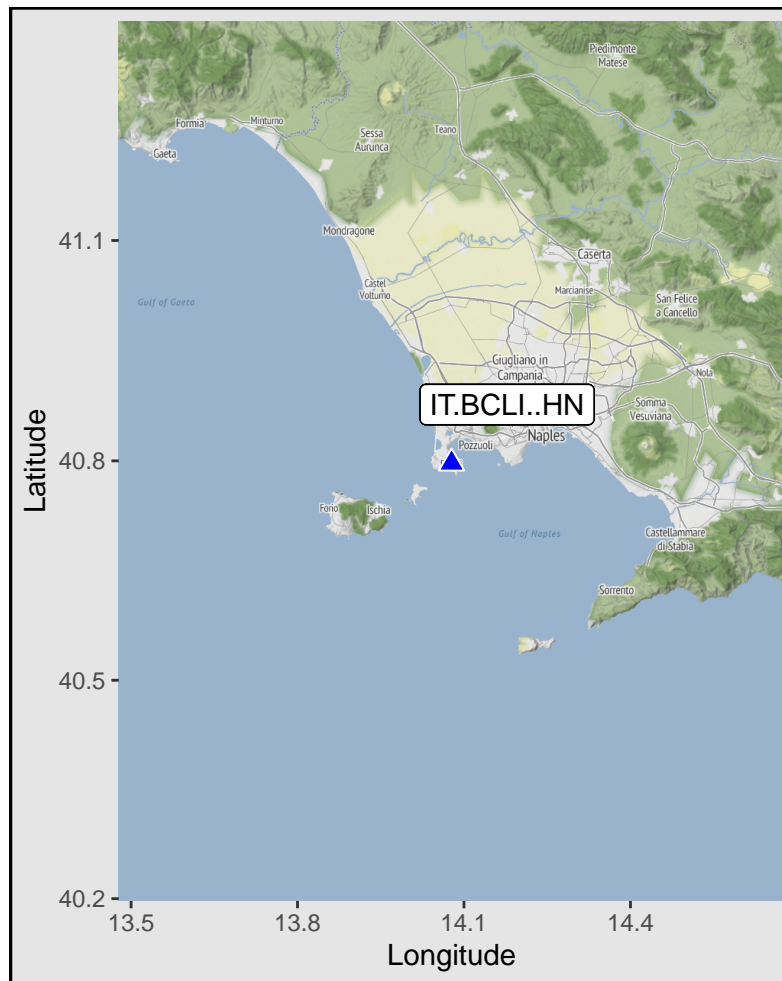 Piedimonte
Matese
Formia
Minturno
Gaeta
Sessa
Aurunca
Teano
Mondragone
Caserta
Castel
Volturno
Marcianise
Gulf of Gaeta
San Felice
a Cancello
Giugliano in
Campania
Nola
IT.BCLI..HN
Somma
Vesuviana
Pozzuoli
Naples
Forio
Ischia
Gulf of Naples
Castellammare
di Stabia
Sorrento
Latitude
41.1
40.8
40.5
40.2
13.5
13.8
14.1
14.4
Longitude